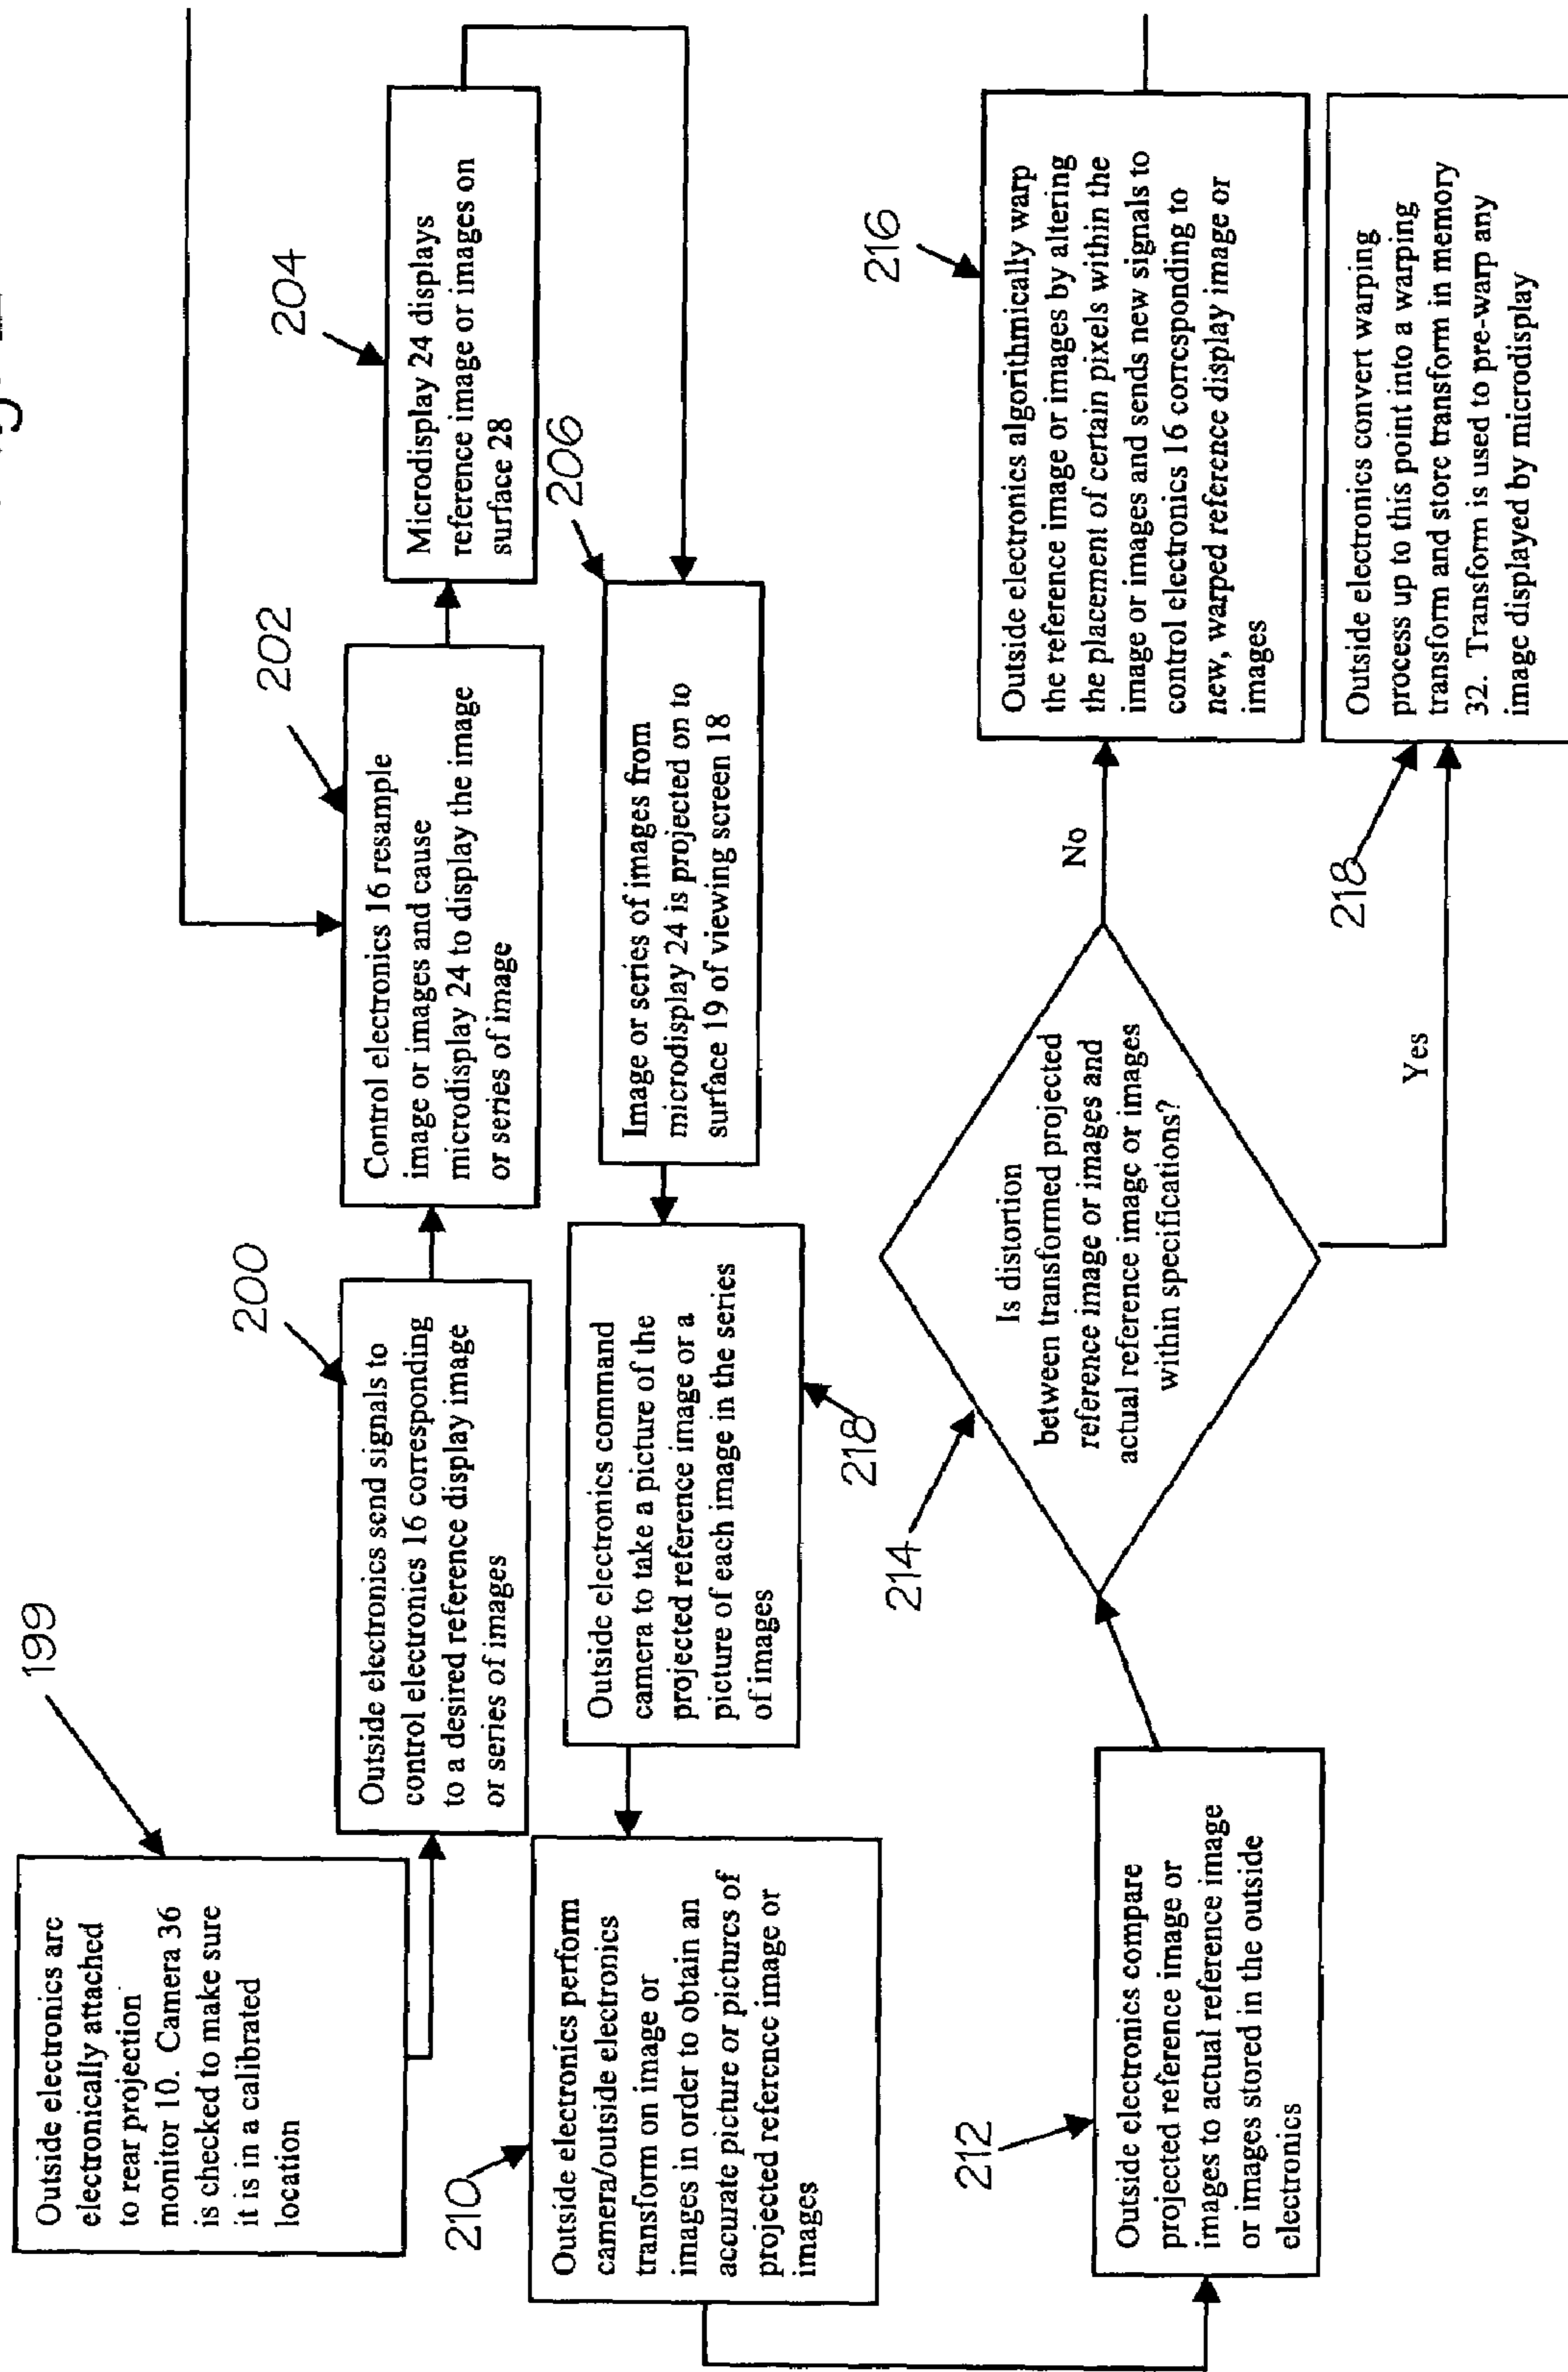 199
Outside electronics arc
electronically attached
to rear projection
monitor 10. Camera 36
is checked to make sure
it is in a calibrated
location
200
Outside electronics send signals to
control electronics 16 corresponding
to a desired reference display image
or series of images
202
Control electronics 16 resample
image or images and cause
microdisplay 24 to display the image
or series of image
204
Microdisplay 24 displays
reference image or images on
surface 28
206
Image or series of images from
microdisplay 24 is projected on to
surface 19 of viewing screen 18
218
Outside electronics command
camera to take a picture of the
projected reference image or a
picture of each image in the series
of images
210
Outside electronics perform
camera/outside electronics
transform on image or
images in order to obtain an
accurate picture or pictures of
projected reference image or
images
212
Outside electronics compare
projected reference image or
images to actual reference image
or images stored in the outside
electronics
214
Is distortion
between transformed projected
reference image or images and
actual reference image or images
within specifications?
No
Yes
216
Outside electronics algorithmically warp
the reference image or images by altering
the placement of certain pixels within the
image or images and sends new signals to
control electronics 16 corresponding to
new, warped reference display image or
images
218
Outside electronics convert warping
process up to this point into a warping
transform and store transform in memory
32. Transform is used to pre-warp any
image displayed by microdisplay